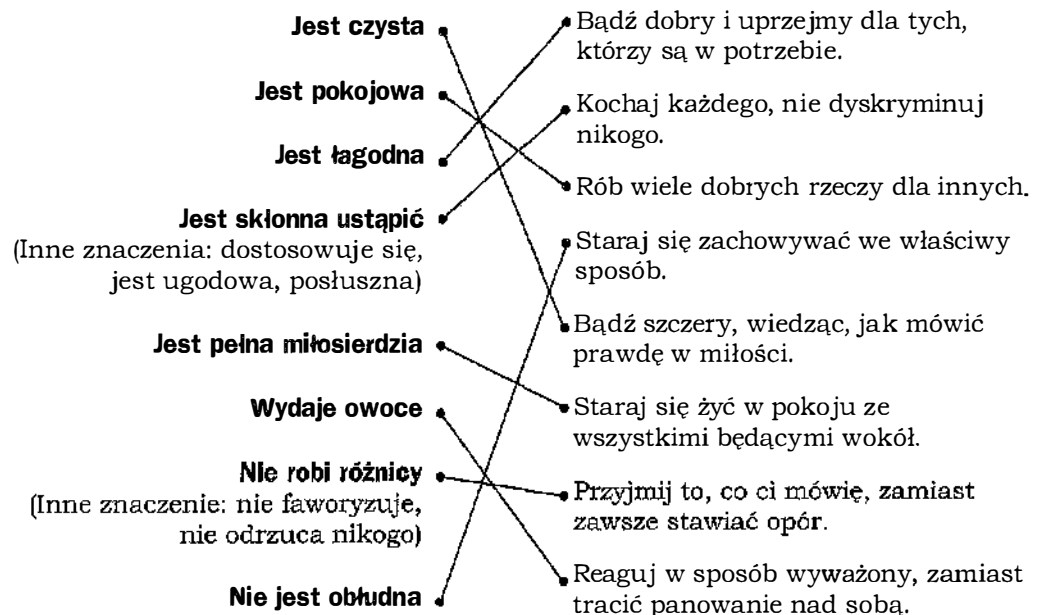 Jest czysta
Jest pokojowa
Jest łagodna
Jest skłonna ustąpić
(Inne znaczenia: dostosowuje się,
jest ugodowa, posłuszna)
Jest pełna miłosierdzia
Wydaje owoce
Nie robi różnicy
(Inne znaczenie: nie faworyzuje,
nie odrzuca nikogo)
Nie jest obłudna
Bądź dobry i uprzejmy dla tych,
którzy są w potrzebie.
Kochaj każdego, nie dyskryminuj
nikogo.
Rób wiele dobrych rzeczy dla innych.
Staraj się zachowywać we właściwy
sposób.
Bądź szczery, wiedząc, jak mówić
prawdę w miłości.
Staraj się żyć w pokoju ze
wszystkimi będącymi wokół.
Przyjmij to, co ci mówię, zamiast
zawsze stawiać opór.
Reaguj w sposób wyważony, zamiast
tracić panowanie nad sobą.